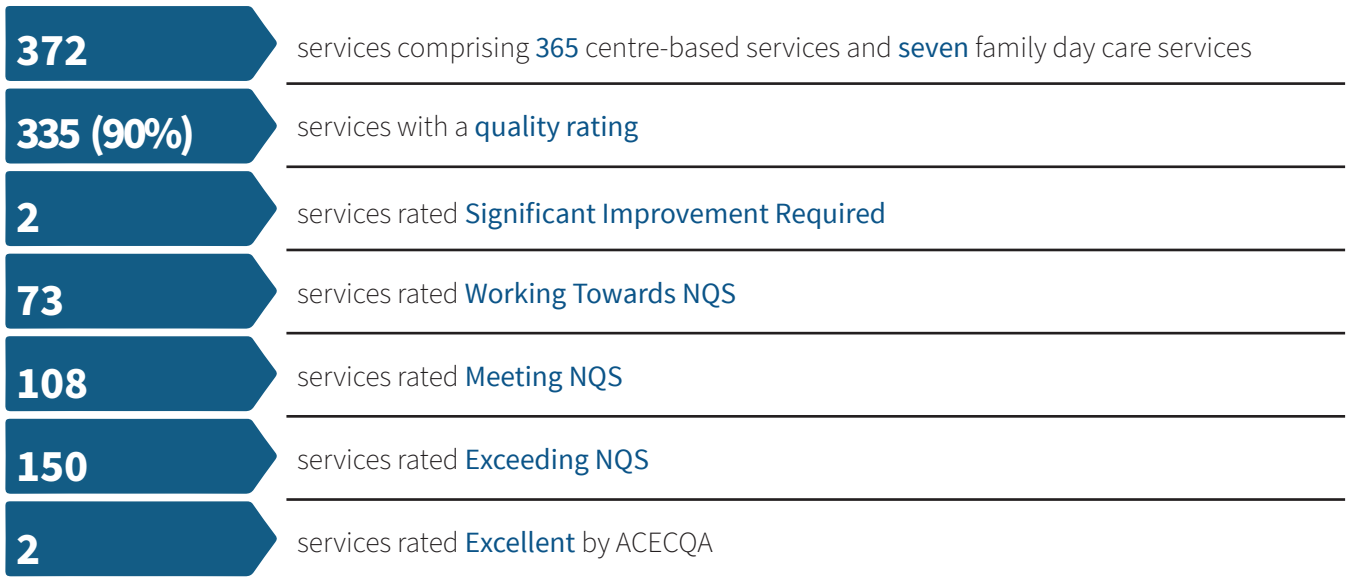 372 services comprising 365 centre-based services and seven family day care services
335 (90%) services with a quality rating
2 services rated Significant Improvement Required
73 services rated Working Towards NQS
108 services rated Meeting NQS
150 services rated Exceeding NQS
2 services rated Excellent by ACECQA